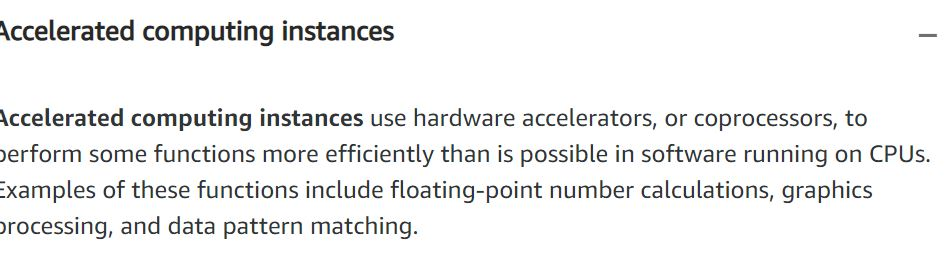 Accelerated computing instances
Accelerated computing instances use hardware accelerators, or coprocessors, to
perform some functions more efficiently than is possible in software running on CPUs.
Examples of these functions include floating-point number calculations, graphics
processing, and data pattern matching.